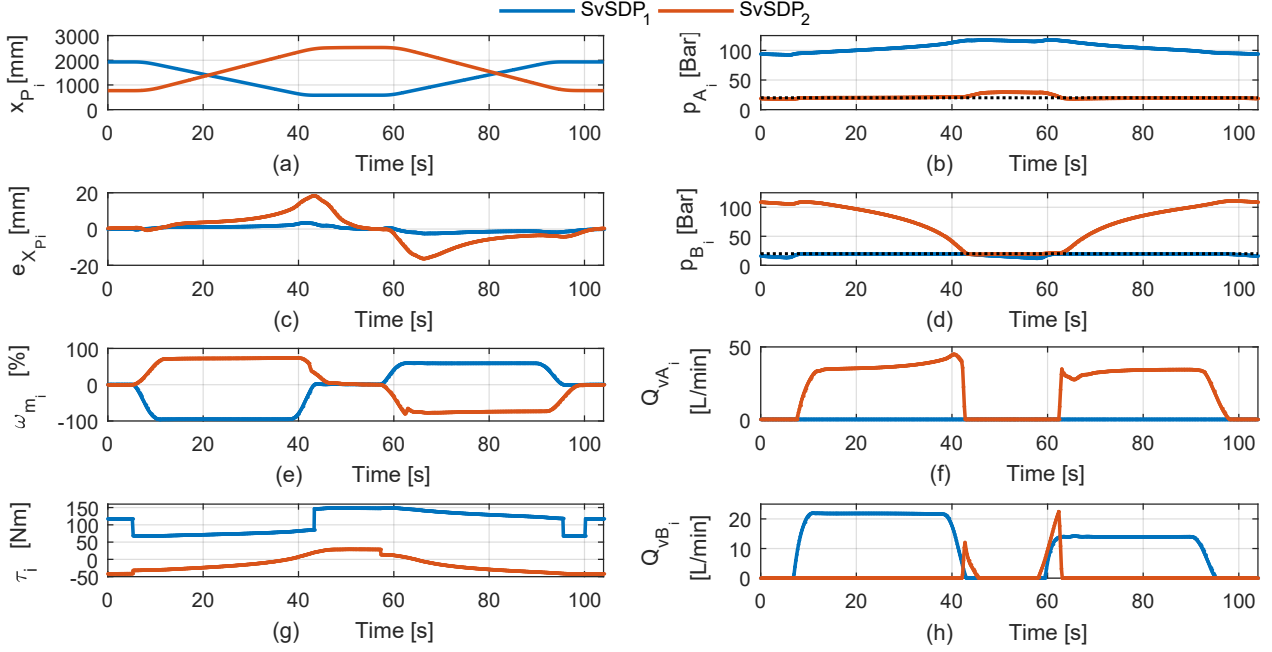 SvSDP1 SvSDP2
xPi [mm]
3000
2000
1000
0
0 20 40 60 80 100
Time [s]
(a)
pAi [Bar]
100
50
0
0 20 40 60 80 100
Time [s]
(b)
eXPi [mm]
20
0
-20
0 20 40 60 80 100
Time [s]
(c)
pBi [Bar]
100
50
0
0 20 40 60 80 100
Time [s]
(d)
ωmi [%]
100
0
-100
0 20 40 60 80 100
Time [s]
(e)
QvAi
[L/min]
50
0
0 20 40 60 80 100
Time [s]
(f)
τi [Nm]
150
100
50
0
-50
0 20 40 60 80 100
Time [s]
(g)
QvBi
[L/min]
20
10
0
0 20 40 60 80 100
Time [s]
(h)